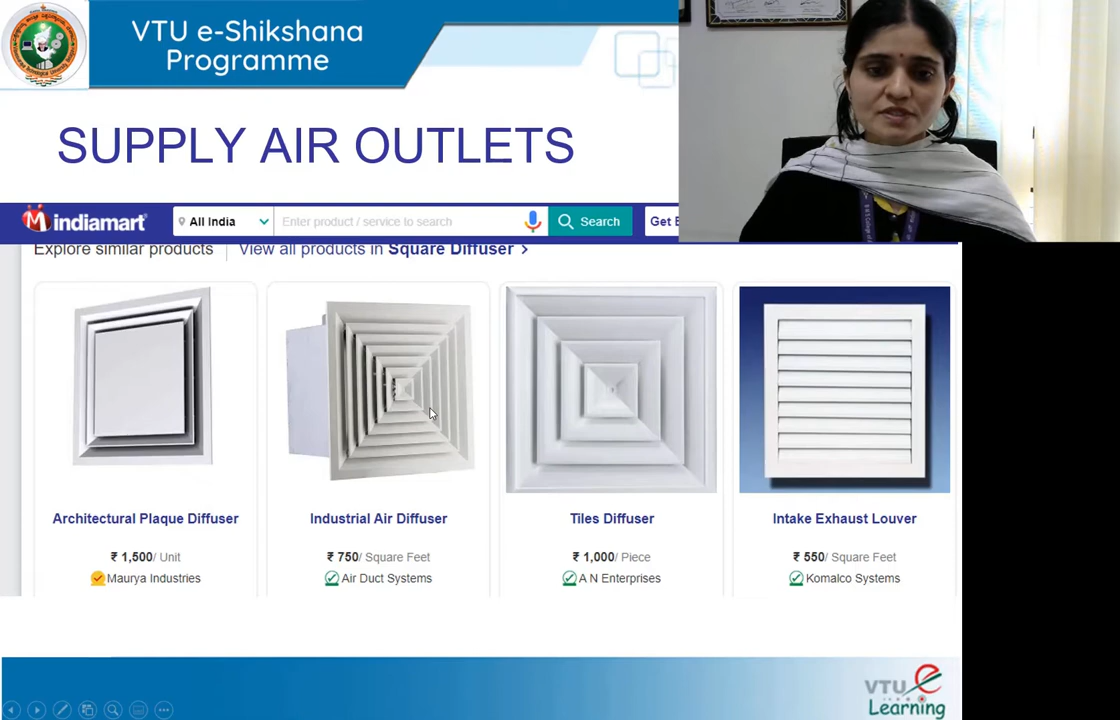 VTU e-Shikshana
Programme
SUPPLY AIR OUTLETS
indiamart
All India
Enter product / service to search
Search
Get
Explore similar products
View all products in Square Diffuser >
Architectural Plaque Diffuser
Industrial Air Diffuser
Tiles Diffuser
Intake Exhaust Louver
₹ 1,500/ Unit
₹ 750/ Square Feet
₹ 1,000/ Piece
₹ 550/ Square Feet
Maurya Industries
Air Duct Systems
A N Enterprises
Komalco Systems
VTU e
Learning